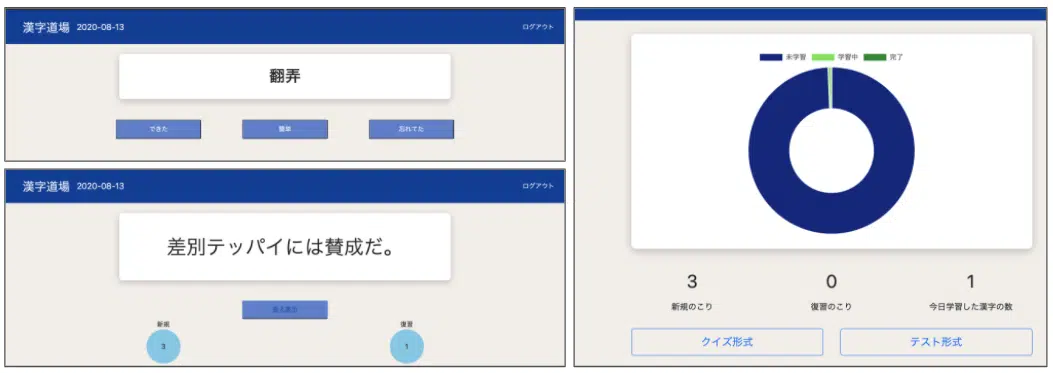 漢字道場 2020-08-13 ログアウト
翻弄
できた 簡単 忘れてた
漢字道場 2020-08-13 ログアウト
差別テッパイには賛成だ。
新規 復習
3 1
未学習 学習中 完了
3 0 1
新規のこり 復習のこり 今日学習した漢字の数
クイズ形式 テスト形式